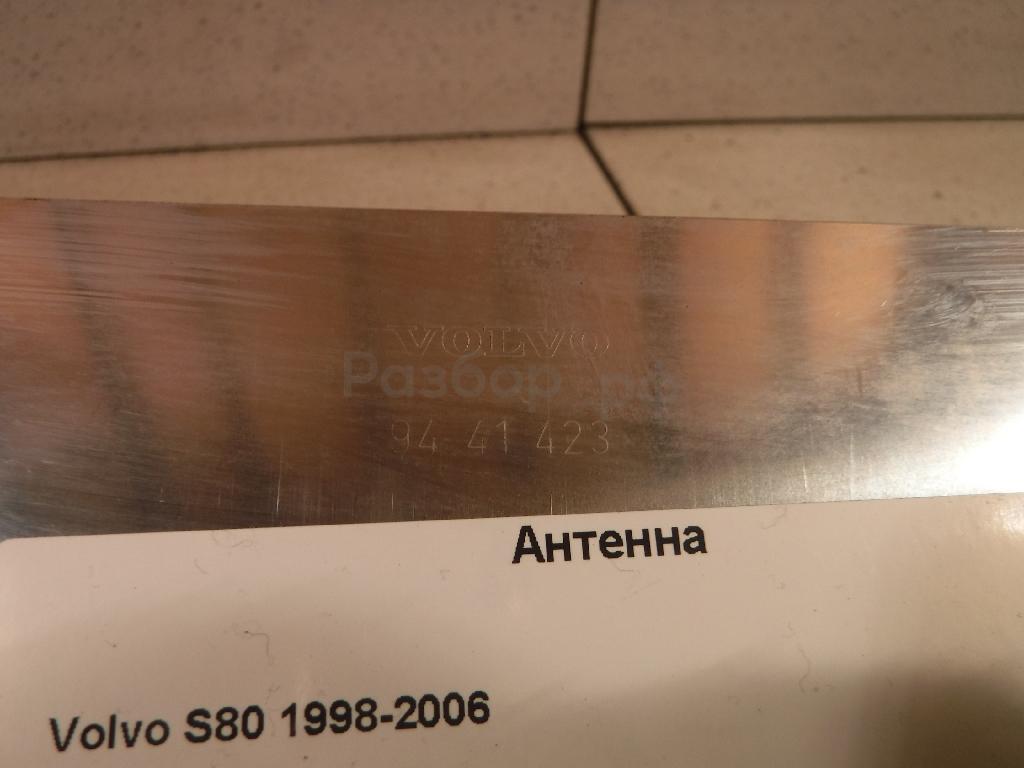 VOLVO
Разбор.рф
94 41 423
Антенна
Volvo S80 1998-2006